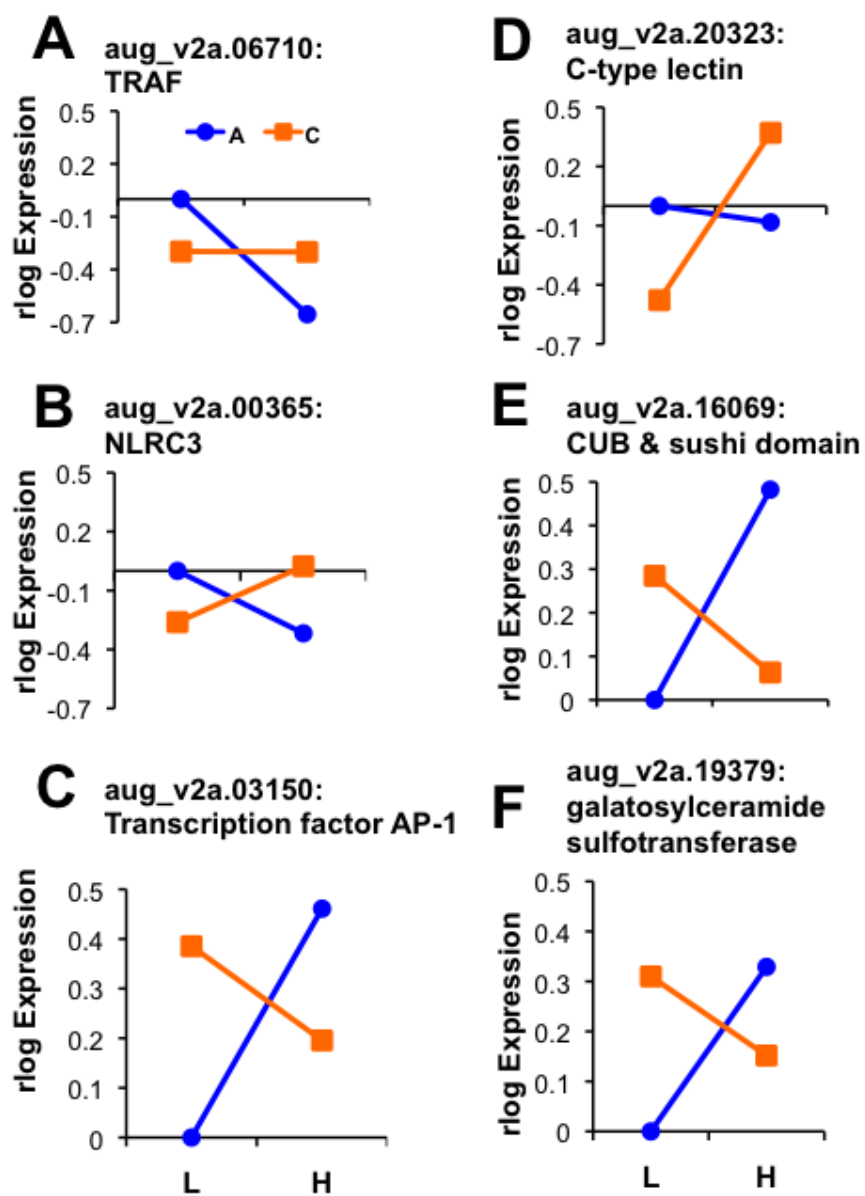 A
aug_v2a.06710:
TRAF
0.5
0.2
-0.1
-0.4
-0.7
rlog Expression
A C
B
aug_v2a.00365:
NLRC3
0.5
0.2
-0.1
-0.4
-0.7
rlog Expression
C
aug_v2a.03150:
Transcription factor AP-1
0.5
0.4
0.3
0.2
0.1
0
rlog Expression
L H
D
aug_v2a.20323:
C-type lectin
0.5
0.2
-0.1
-0.4
-0.7
rlog Expression
E
aug_v2a.16069:
CUB & sushi domain
0.5
0.4
0.3
0.2
0.1
0
rlog Expression
F
aug_v2a.19379:
galatosylceramide
sulfotransferase
0.5
0.4
0.3
0.2
0.1
0
rlog Expression
L H